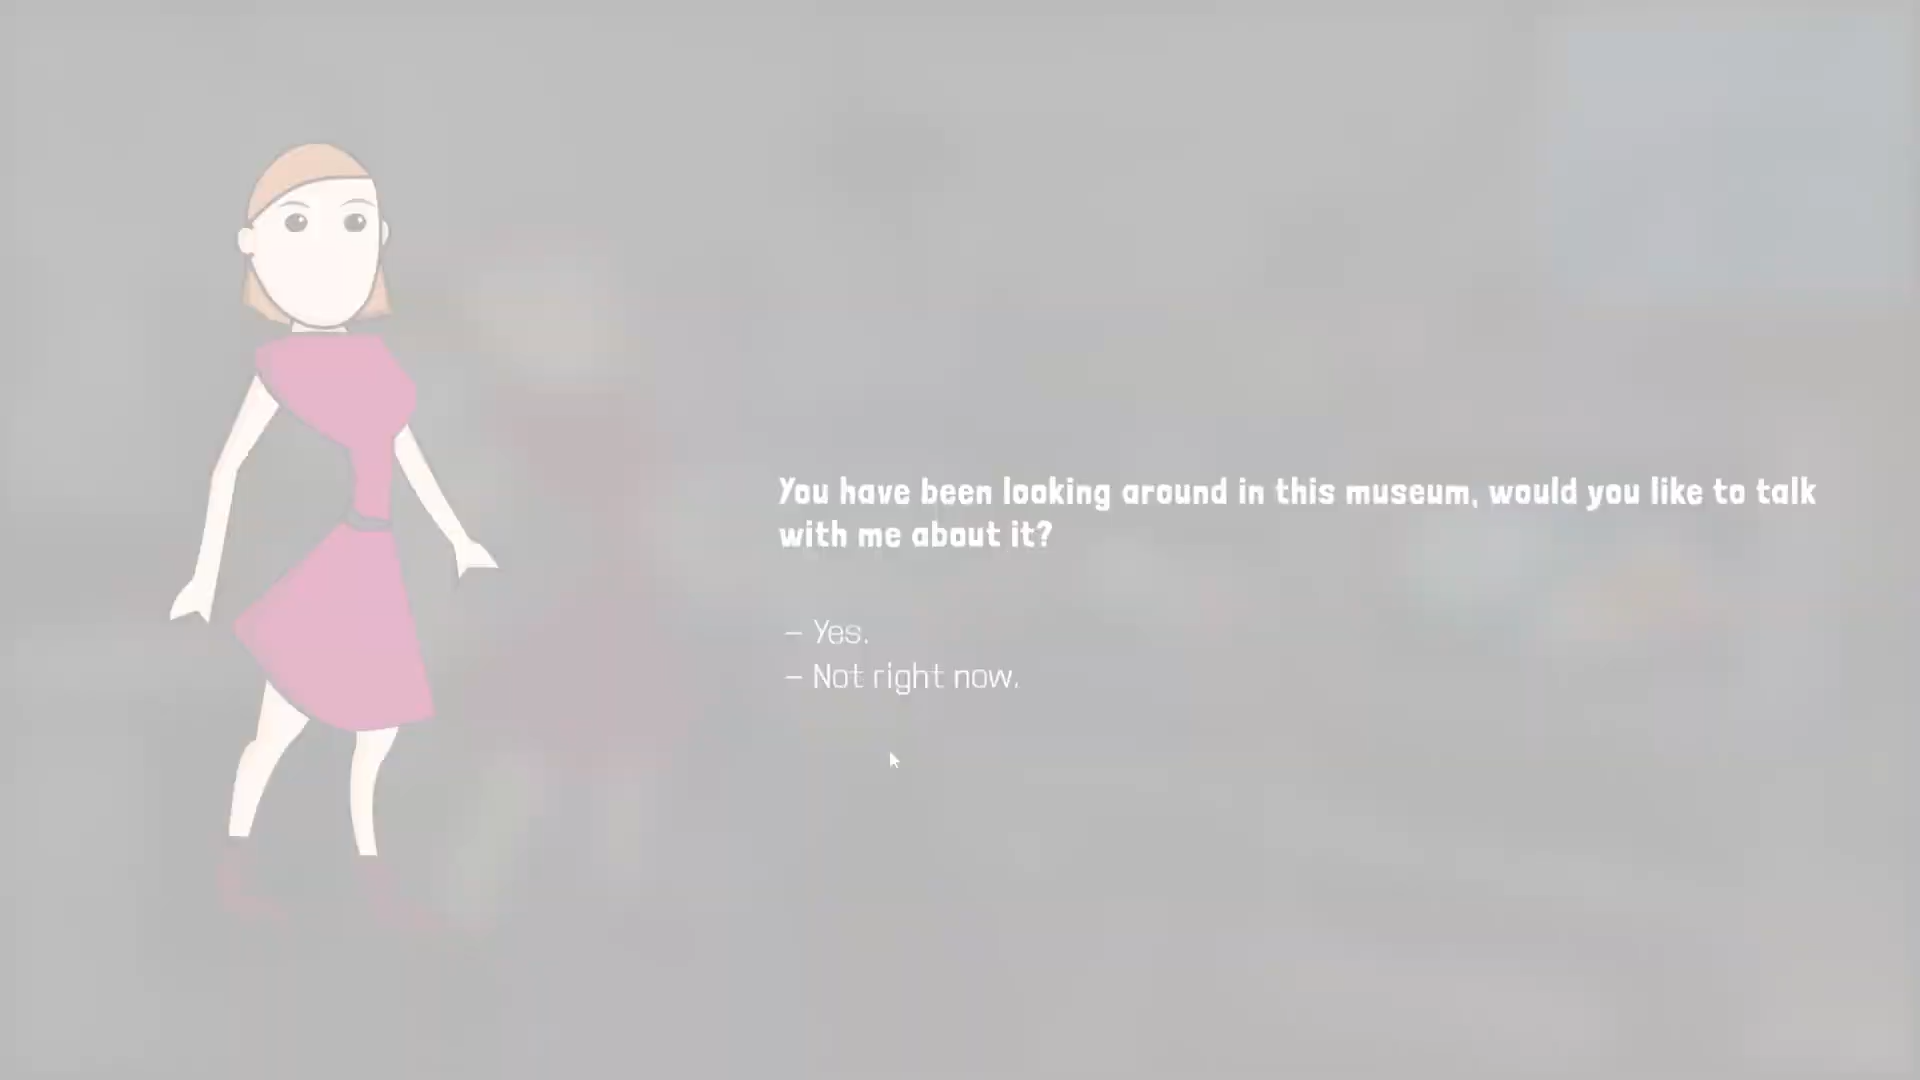 You have been looking around in this museum, would you like to talk
with me about it?
– Yes.
– Not right now.